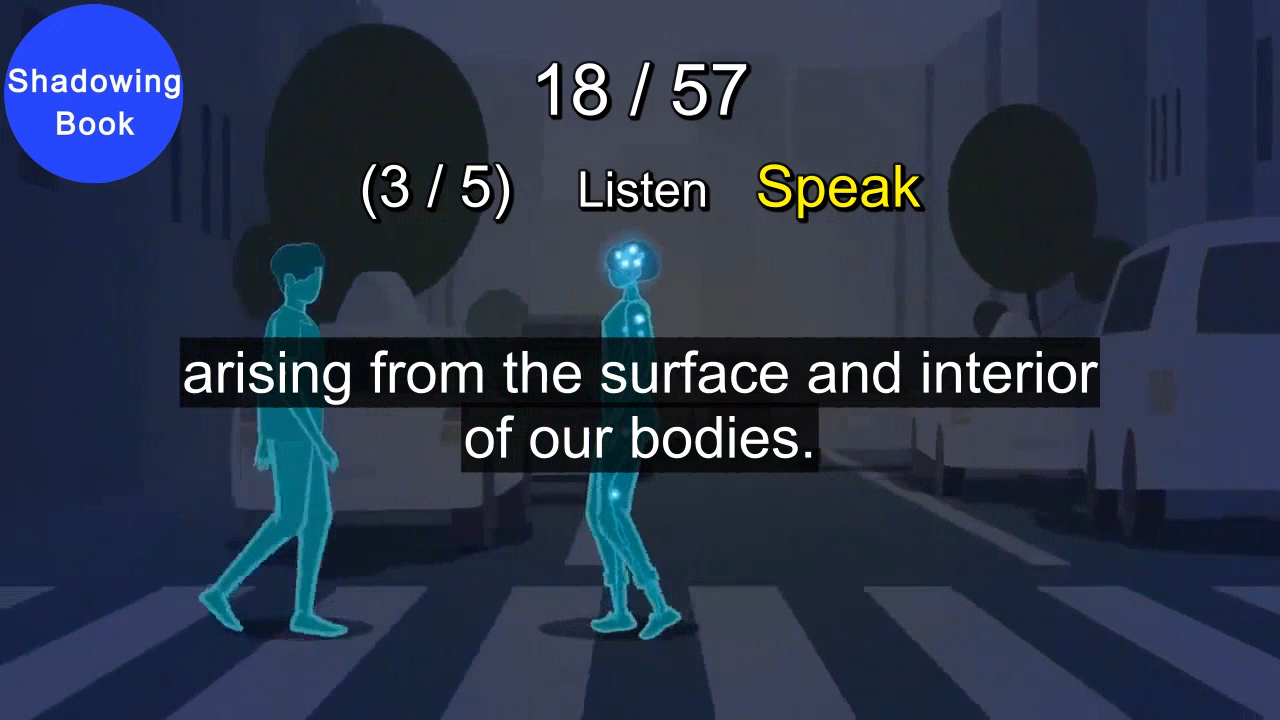 Shadowing
Book
18 / 57
(3 / 5) Listen Speak
arising from the surface and interior
of our bodies.